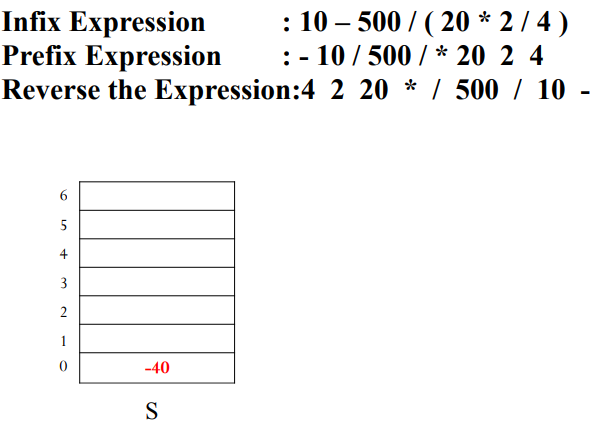 Infix Expression : 10 – 500 / ( 20 * 2 / 4 )
Prefix Expression : - 10 / 500 / * 20 2 4
Reverse the Expression:4 2 20 * / 500 / 10 -
6
5
4
3
2
1
0 -40
S